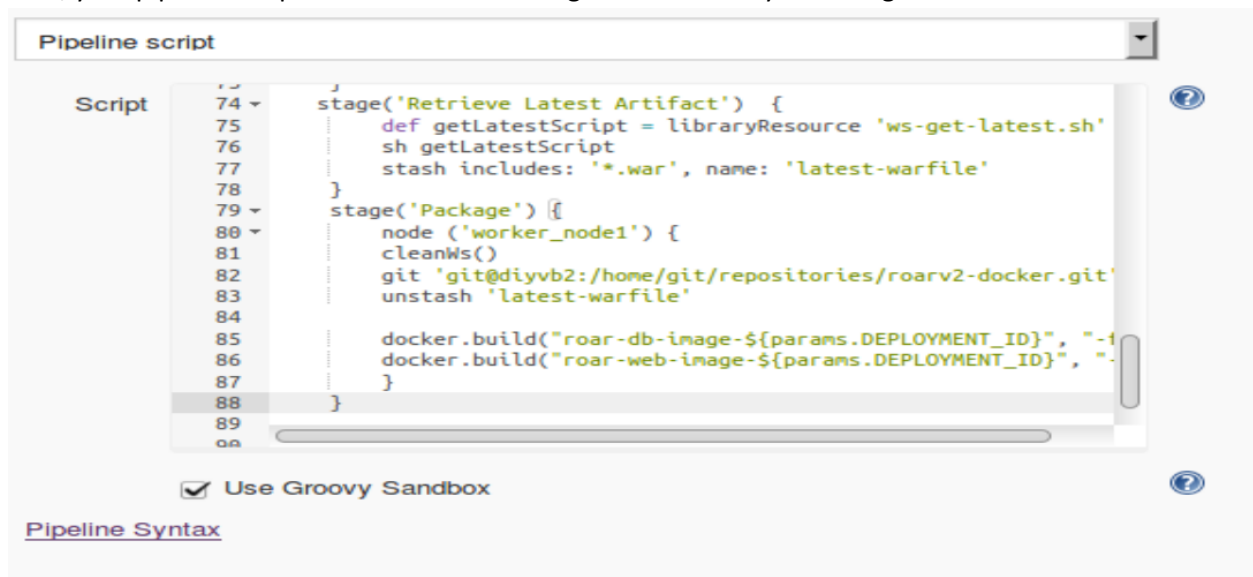 Pipeline script
Script
74 stage('Retrieve Latest Artifact') {
75 def getLatestScript = libraryResource 'ws-get-latest.sh'
76 sh getLatestScript
77 stash includes: '*.war', name: 'latest-warfile'
78 }
79 stage('Package') {
80 node ('worker_node1') {
81 cleanWs()
82 git 'git@diyvb2:/home/git/repositories/roarv2-docker.git'
83 unstash 'latest-warfile'
84
85 docker.build("roar-db-image-${params.DEPLOYMENT_ID}", "-f
86 docker.build("roar-web-image-${params.DEPLOYMENT_ID}", "-
87 }
88 }
89
Use Groovy Sandbox
Pipeline Syntax